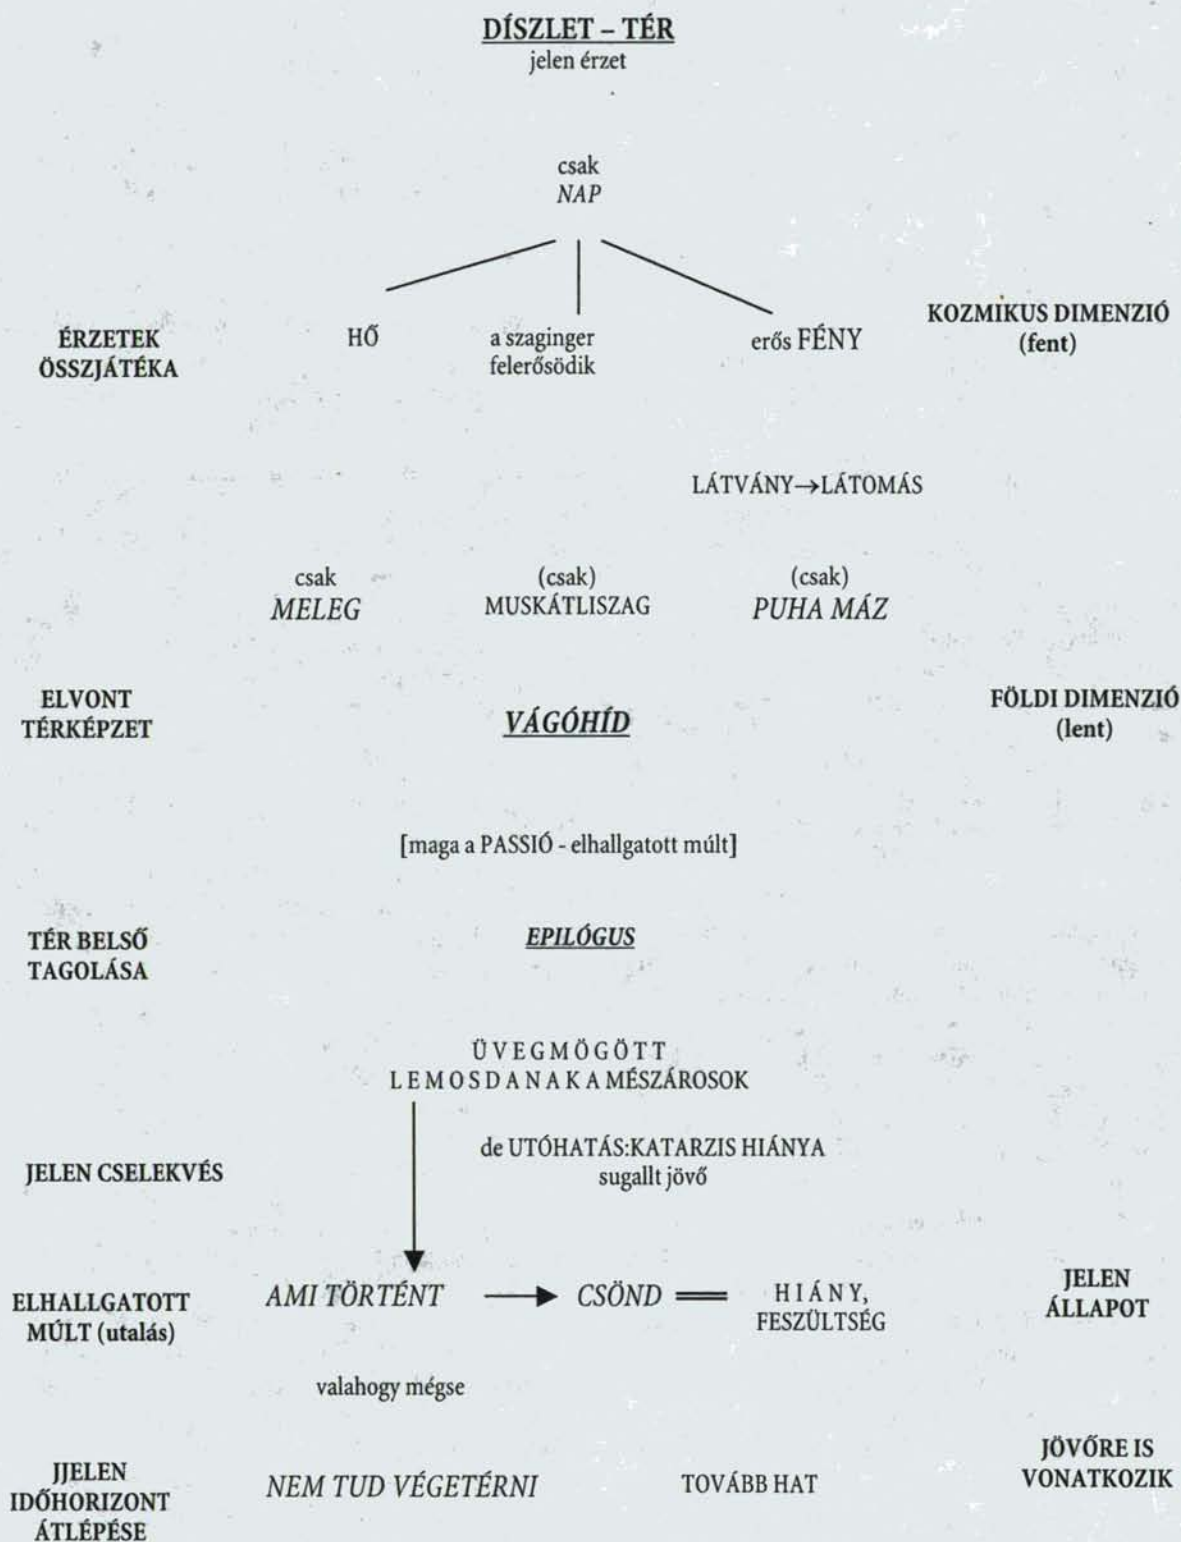 DÍSZLET – TÉR
jelen érzet
csak
NAP
ÉRZETEK
ÖSSZJÁTÉKA
HŐ
a szaginger
felerősödik
erős FÉNY
KOZMIKUS DIMENZIÓ
(fent)
LÁTVÁNY→LÁTOMÁS
csak
MELEG
(csak)
MUSKÁTLISZAG
(csak)
PUHA MÁZ
ELVONT
TÉRKÉPZET
VÁGÓHÍD
FÖLDI DIMENZIÓ
(lent)
[maga a PASSIÓ - elhallgatott múlt]
TÉR BELSŐ
TAGOLÁSA
EPILÓGUS
Ü V E G M Ö G Ö T T
L E M O S D A N A K A MÉSZÁROSOK
JELEN CSELEKVÉS
de UTÓHATÁS:KATARZIS HIÁNYA
sugallt jövő
ELHALLGATOTT
MÚLT (utalás)
AMI TÖRTÉNT
CSÖND
H I Á N Y,
FESZÜLTSÉG
JELEN
ÁLLAPOT
valahogy mégse
JJELEN
IDŐHORIZONT
ÁTLÉPÉSE
NEM TUD VÉGETÉRNI
TOVÁBB HAT
JÖVŐRE IS
VONATKOZIK